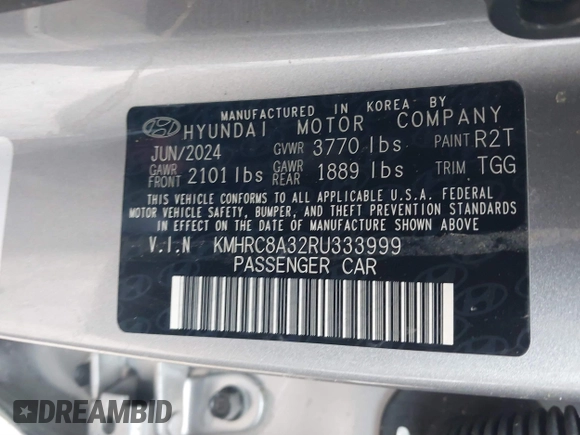 MANUFACTURED IN KOREA BY
HYUNDAI MOTOR COMPANY
JUN/2024 GVWR 3770 lbs PAINT R2T
GAWR FRONT 2101 lbs GAWR REAR 1889 lbs TRIM TGG
THIS VEHICLE CONFORMS TO ALL APPLICABLE U.S.A. FEDERAL
MOTOR VEHICLE SAFETY, BUMPER, AND THEFT PREVENTION STANDARDS
IN EFFECT ON THE DATE OF MANUFACTURE SHOWN ABOVE.
V.I.N KMHRC8A32RU333999
PASSENGER CAR
DREAMBID